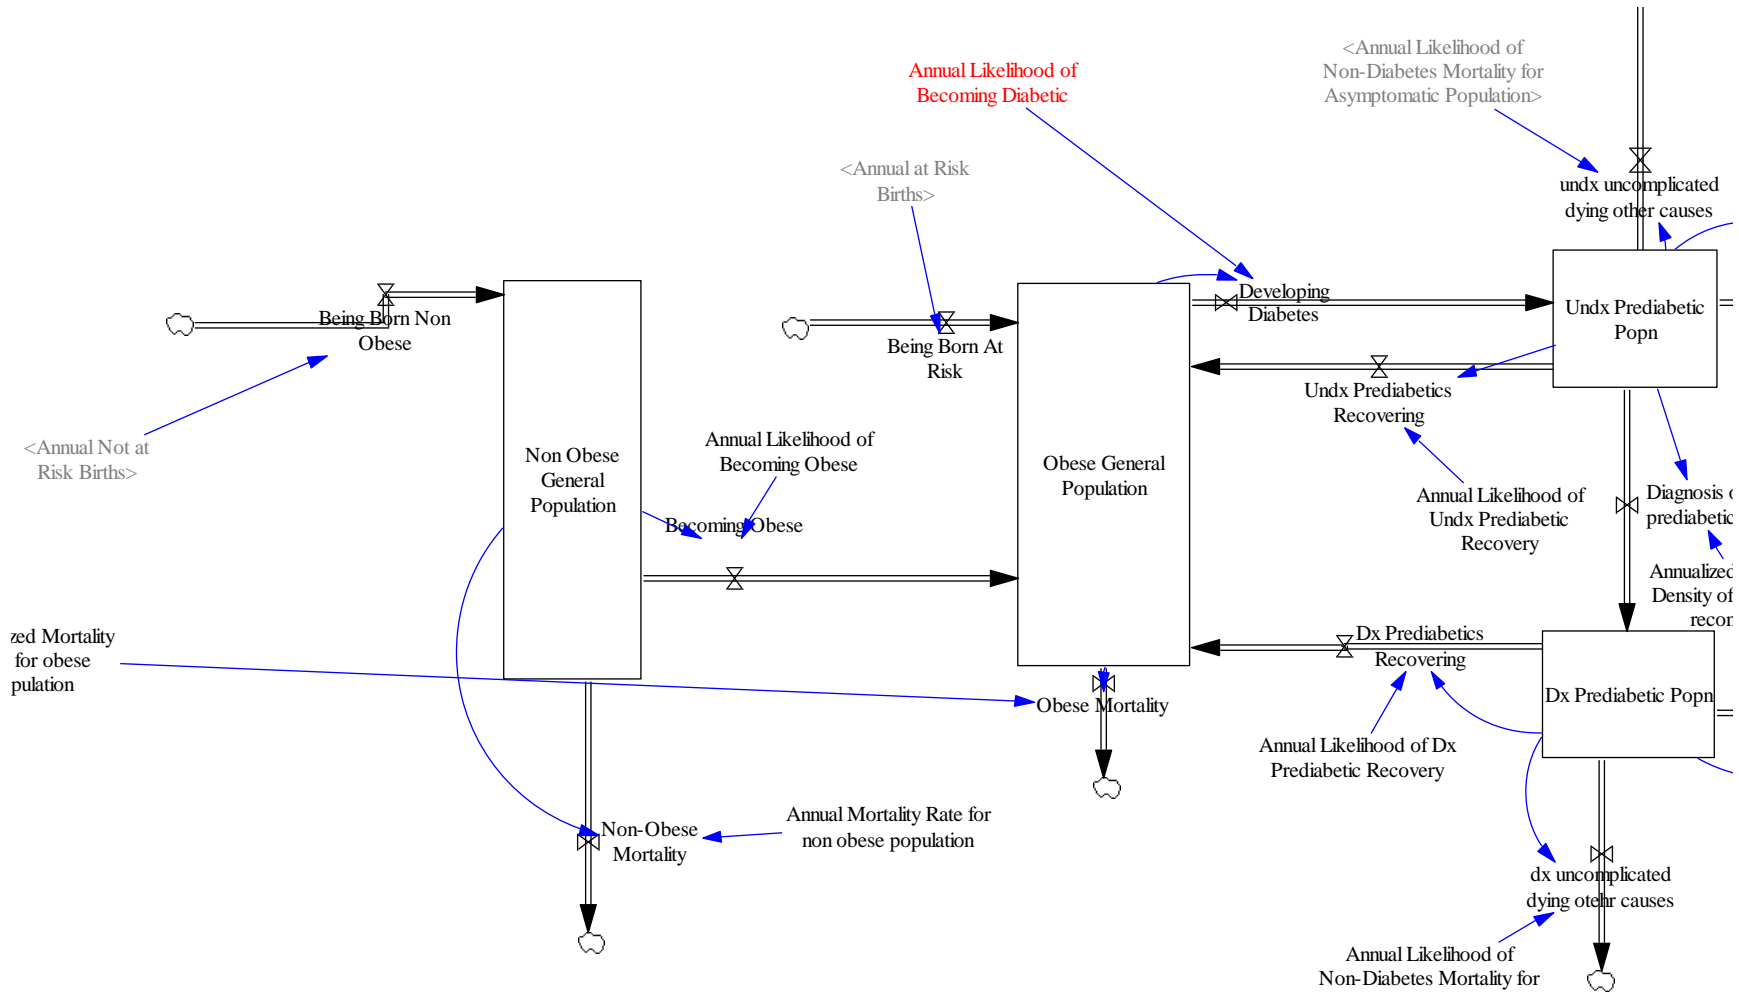 <Annual Likelihood of
Non-Diabetes Mortality for
Asymptomatic Population>
Annual Likelihood of
Becoming Diabetic
<Annual at Risk
Births>
undx uncomplicated
dying other causes
Being Born Non
Obese
Being Born At
Risk
Developing
Diabetes
Undx Prediabetic
Popn
Undx Prediabetics
Recovering
<Annual Not at
Risk Births>
Non Obese
General
Population
Annual Likelihood of
Becoming Obese
Becoming Obese
Obese General
Population
Annual Likelihood of
Undx Prediabetic
Recovery
Diagnosis
prediabetic
Annualized
Density of
Mortality
for obese
Obese Mortality
Dx Prediabetics
Recovering
Dx Prediabetic Popn
Annual Likelihood of Dx
Prediabetic Recovery
Non-Obese
Mortality
Annual Mortality Rate for
non obese population
dx uncomplicated
dying otehr causes
Annual Likelihood of
Non-Diabetes Mortality for